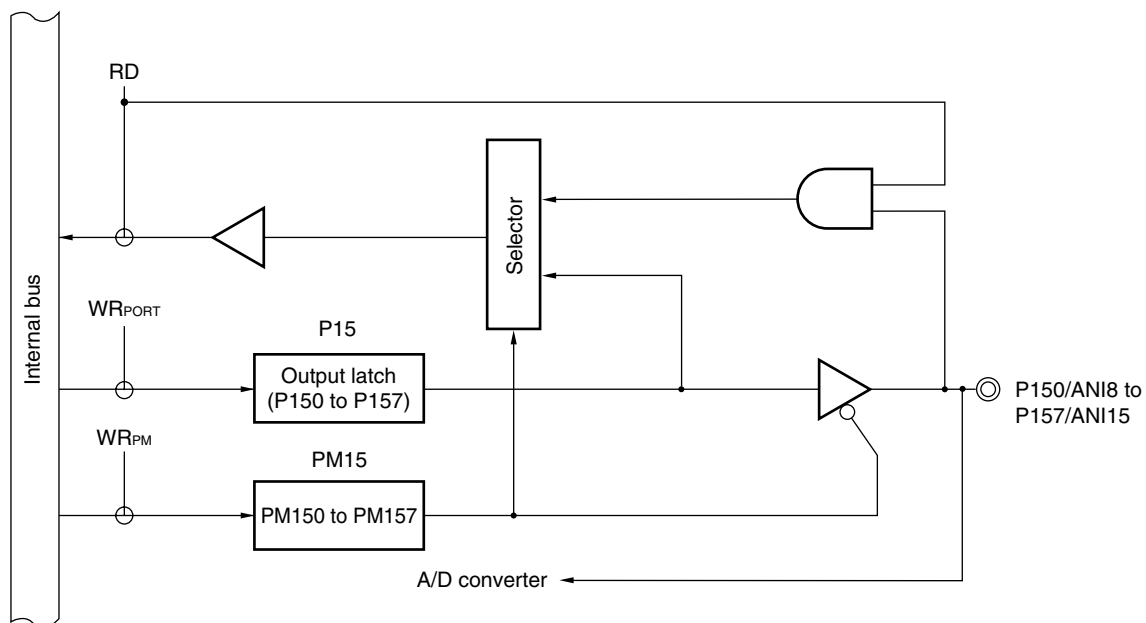 RD
Selector
Internal bus
WRPORT
P15
Output latch
(P150 to P157)
P150/ANI8 to
P157/ANI15
WRPM
PM15
PM150 to PM157
A/D converter